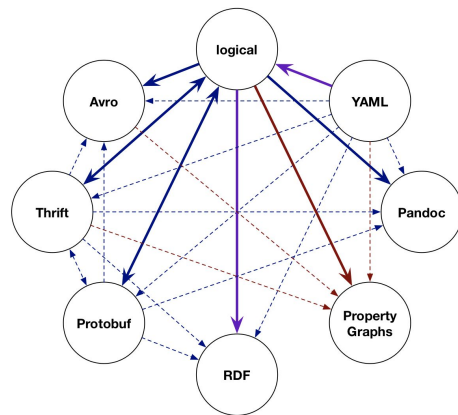 logical
Avro
YAML
Thrift
Pandoc
Protobuf
Property
Graphs
RDF